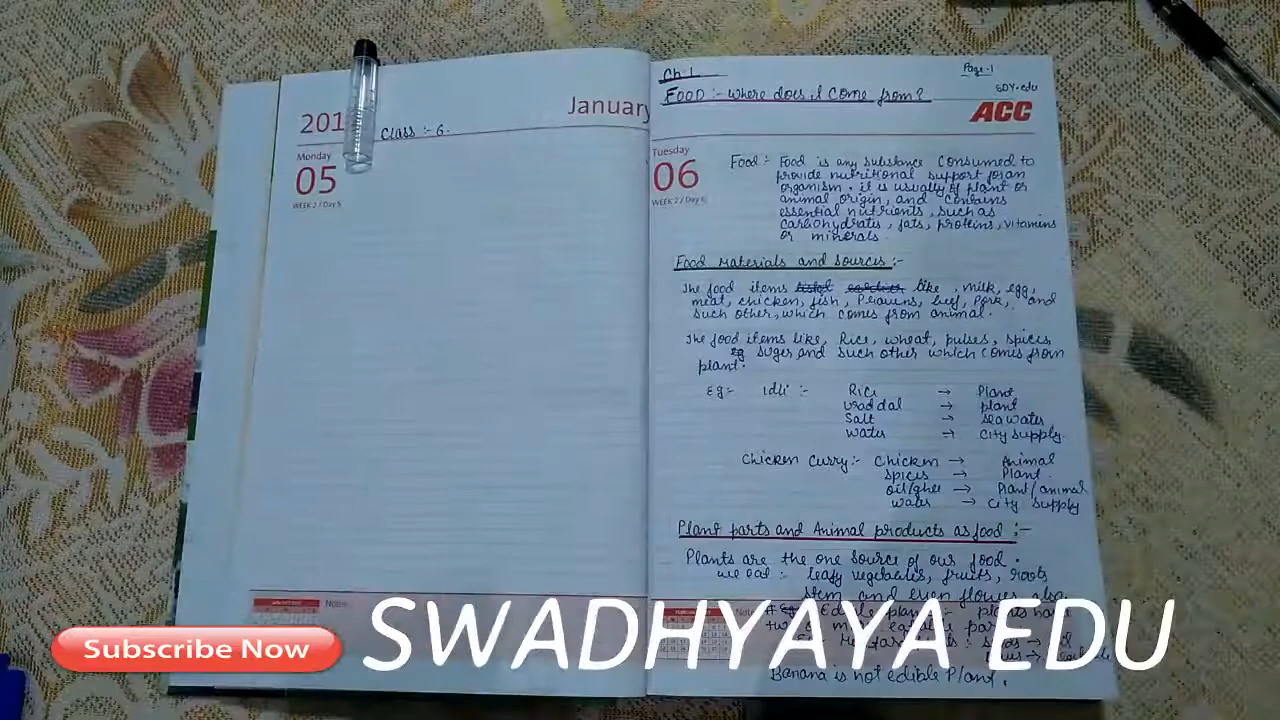 201
January
Class :- 6.
Monday
05
WEEK 2 / Day 5
Notes
Ch 1
Page-1
FOOD :- Where does it come from?
SDY.edu
ACC
Tuesday
06
WEEK 2 / Day 6
Food :- Food is any substance consumed to
provide nutritional support for an
organism. it is usually of plant or
animal origin, and contains
essential nutrients, such as
carbohydrates, fats, proteins, vitamins
or minerals.
Food Materials and Sources :-
The food items like, milk, egg,
meat, chicken, fish, Prawns, beef, pork, and
such other, which comes from animal.
The food items like, Rice, wheat, pulses, spices
suger and such other which comes from
plant.
Eg:- idli :- Rice → Plant
uraddal → plant
Salt → sea water
water → City supply.
Chicken Curry:- Chicken → Animal
spices → Plant.
oil/ghee → Plant/animal
water → City supply
Plant parts and Animal products as food :-
Plants are the one source of our food.
we eat :- leafy vegetables, fruits, roots
stem and even flower also.
Banana is not edible Plant.
Subscribe Now
SWADHYAYA EDU